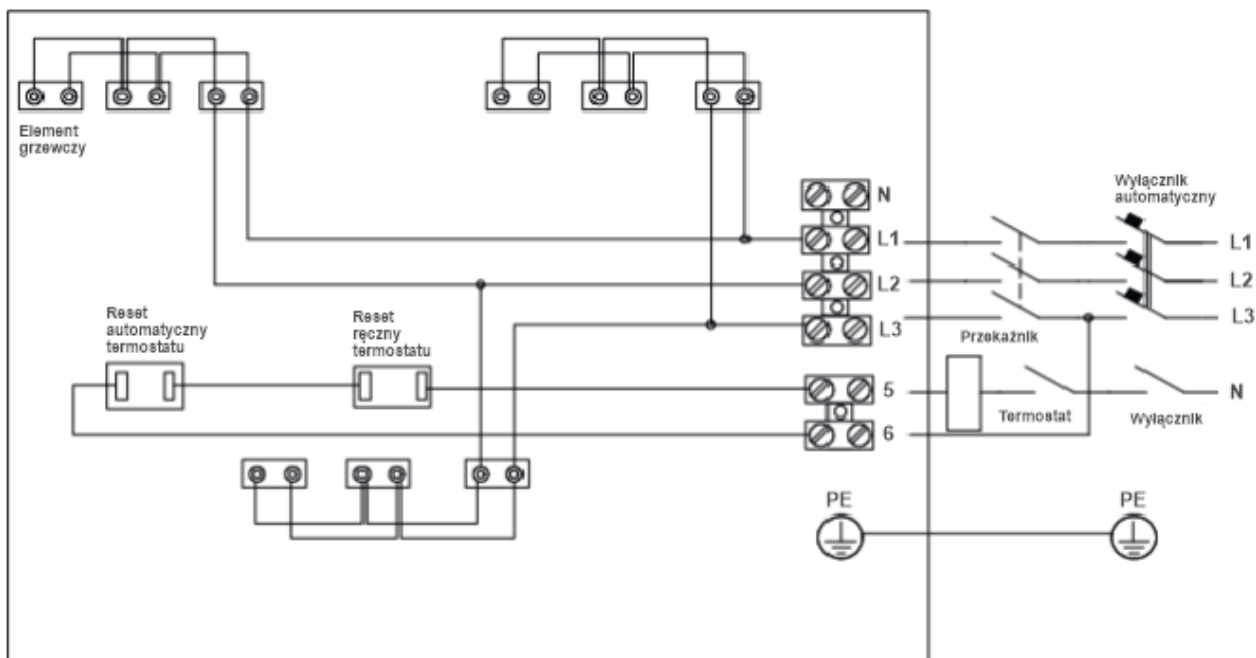 Element
grzewczy
N
L1
L2
L3
5
6
Wyłącznik
automatyczny
L1
L2
L3
N
Przekaźnik
Termostat
Wyłącznik
Reset
automatyczny
termostatu
Reset
ręczny
termostatu
PE
PE